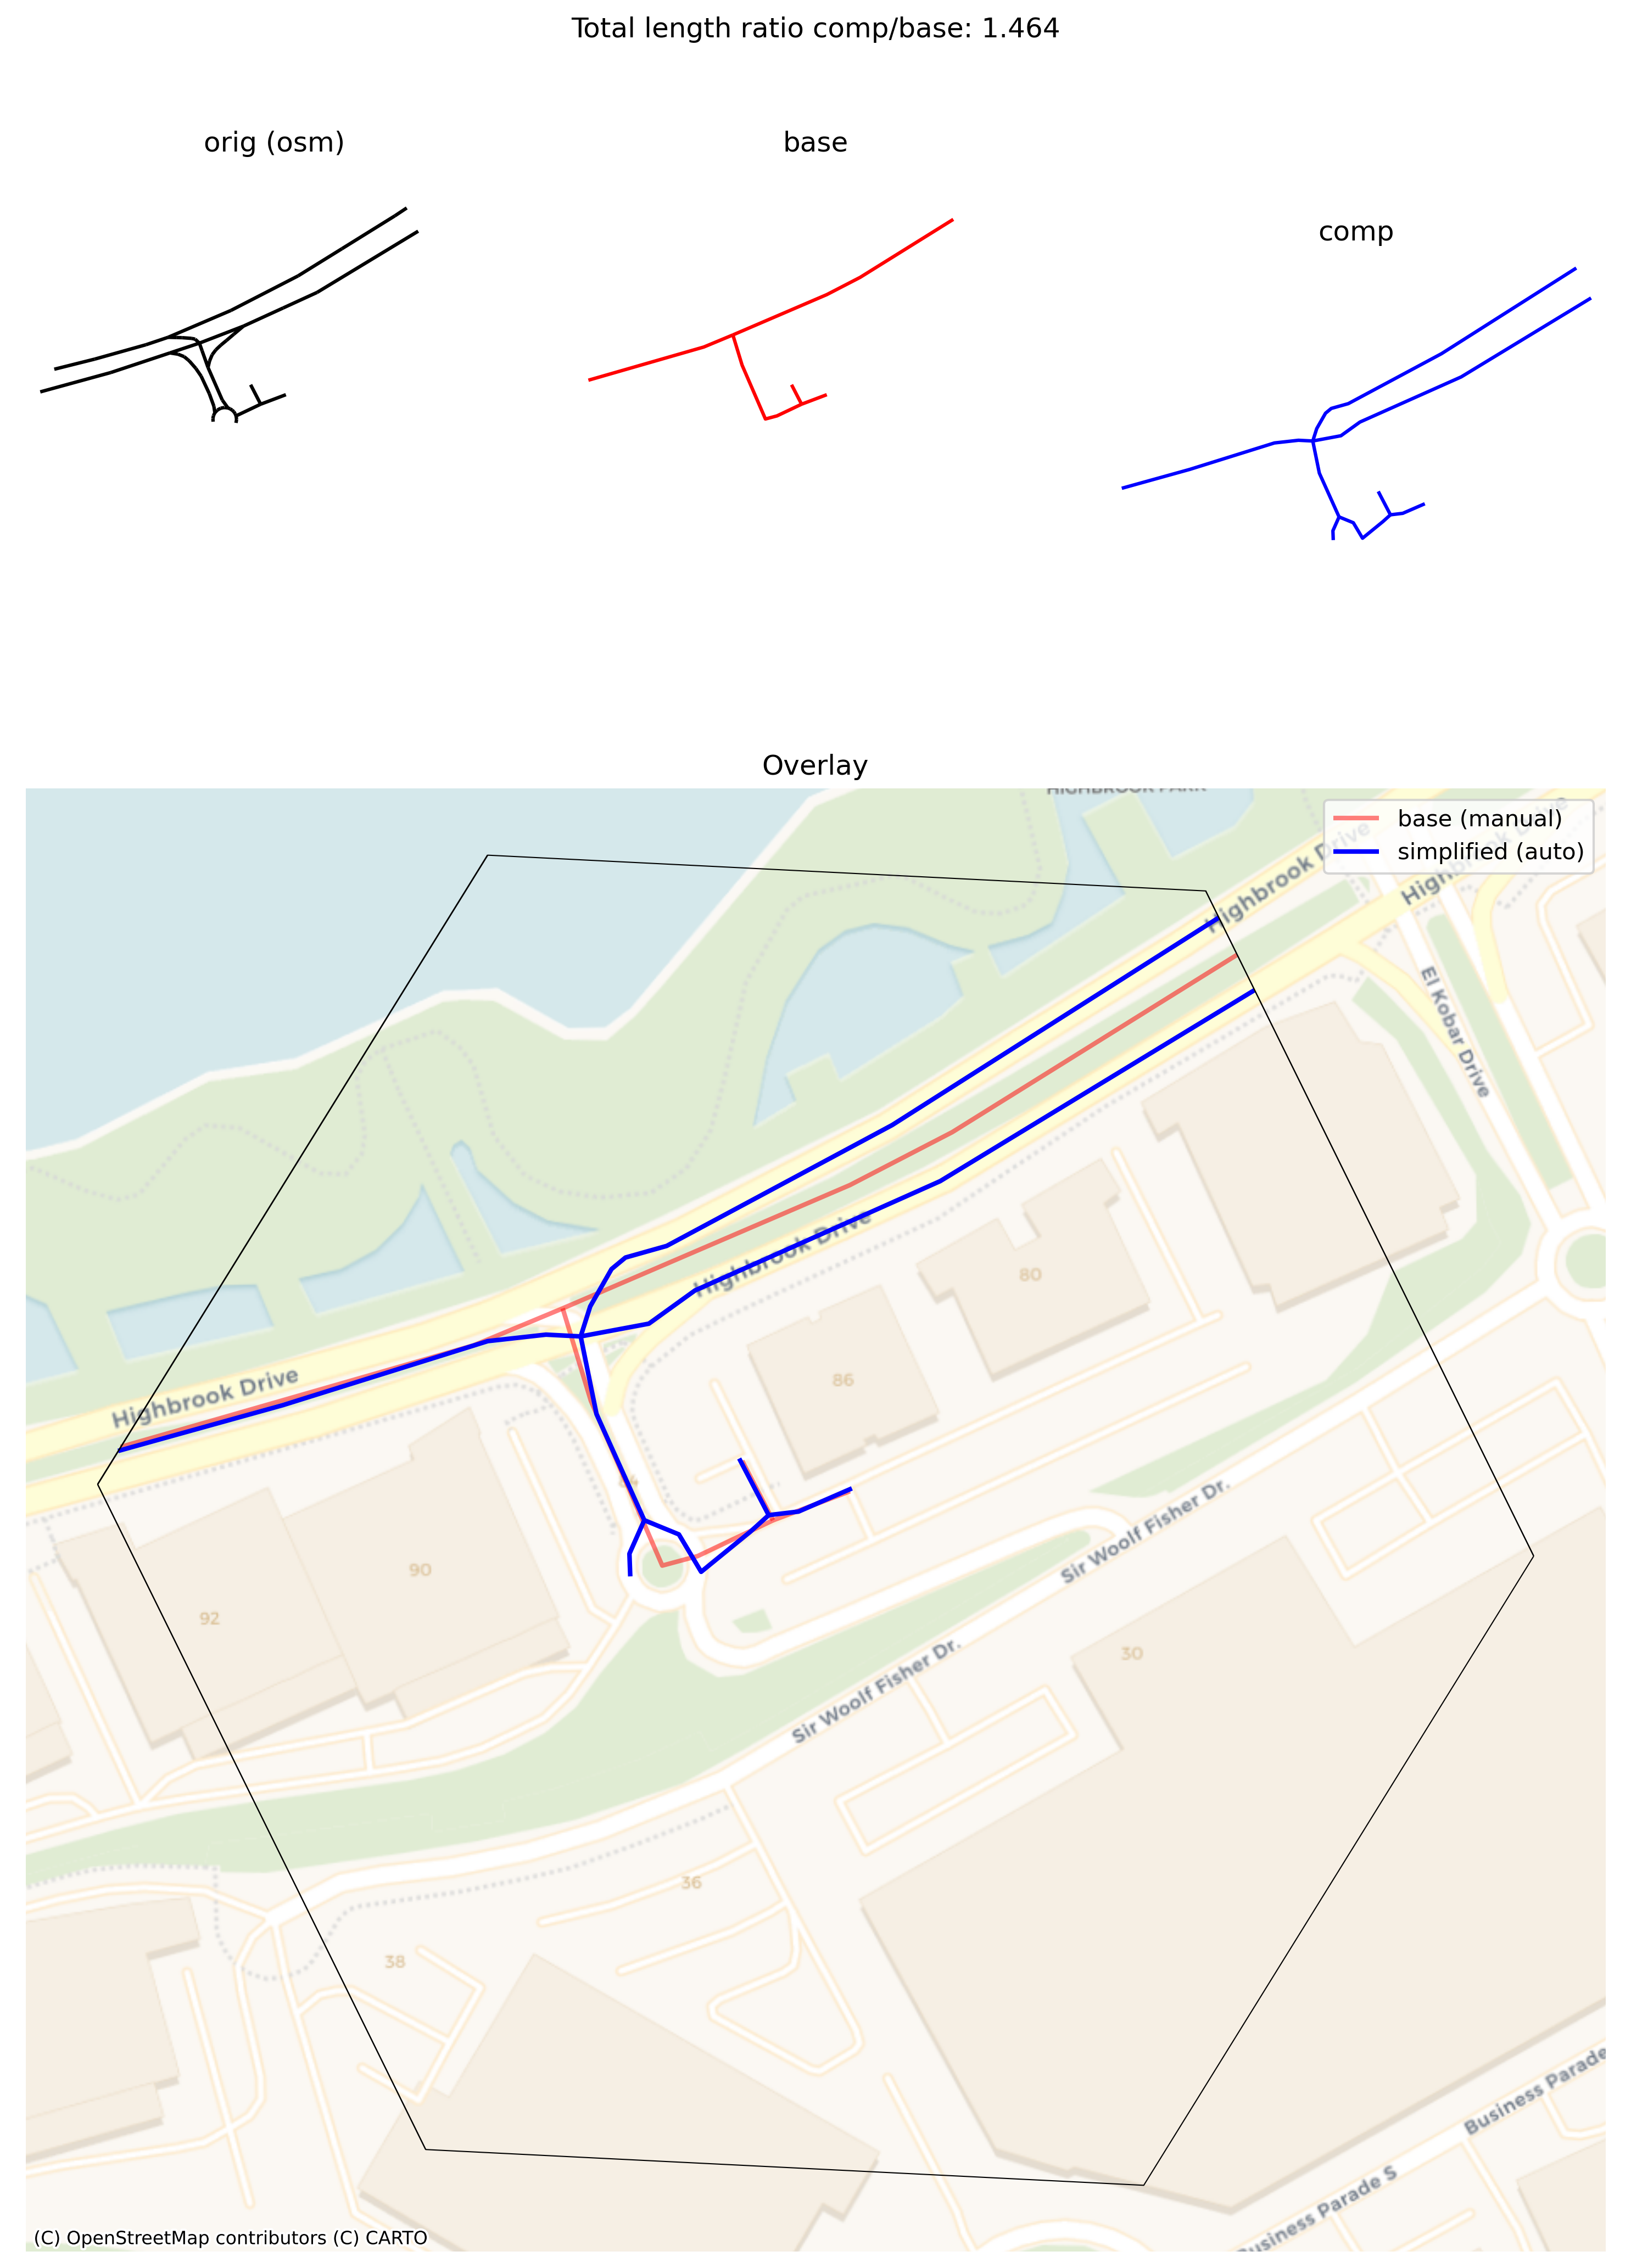 Total length ratio comp/base: 1.464
orig (osm)
base
comp
Overlay
HIGHBROOK PARK
base (manual)
simplified (auto)
Highbrook Drive
Highbrook Drive
El Kobar Drive
Highbrook Drive
80
Highbrook Drive
86
Sir Woolf Fisher Dr.
90
92
30
Sir Woolf Fisher Dr.
36
38
Business Parade
Business Parade S
(C) OpenStreetMap contributors (C) CARTO